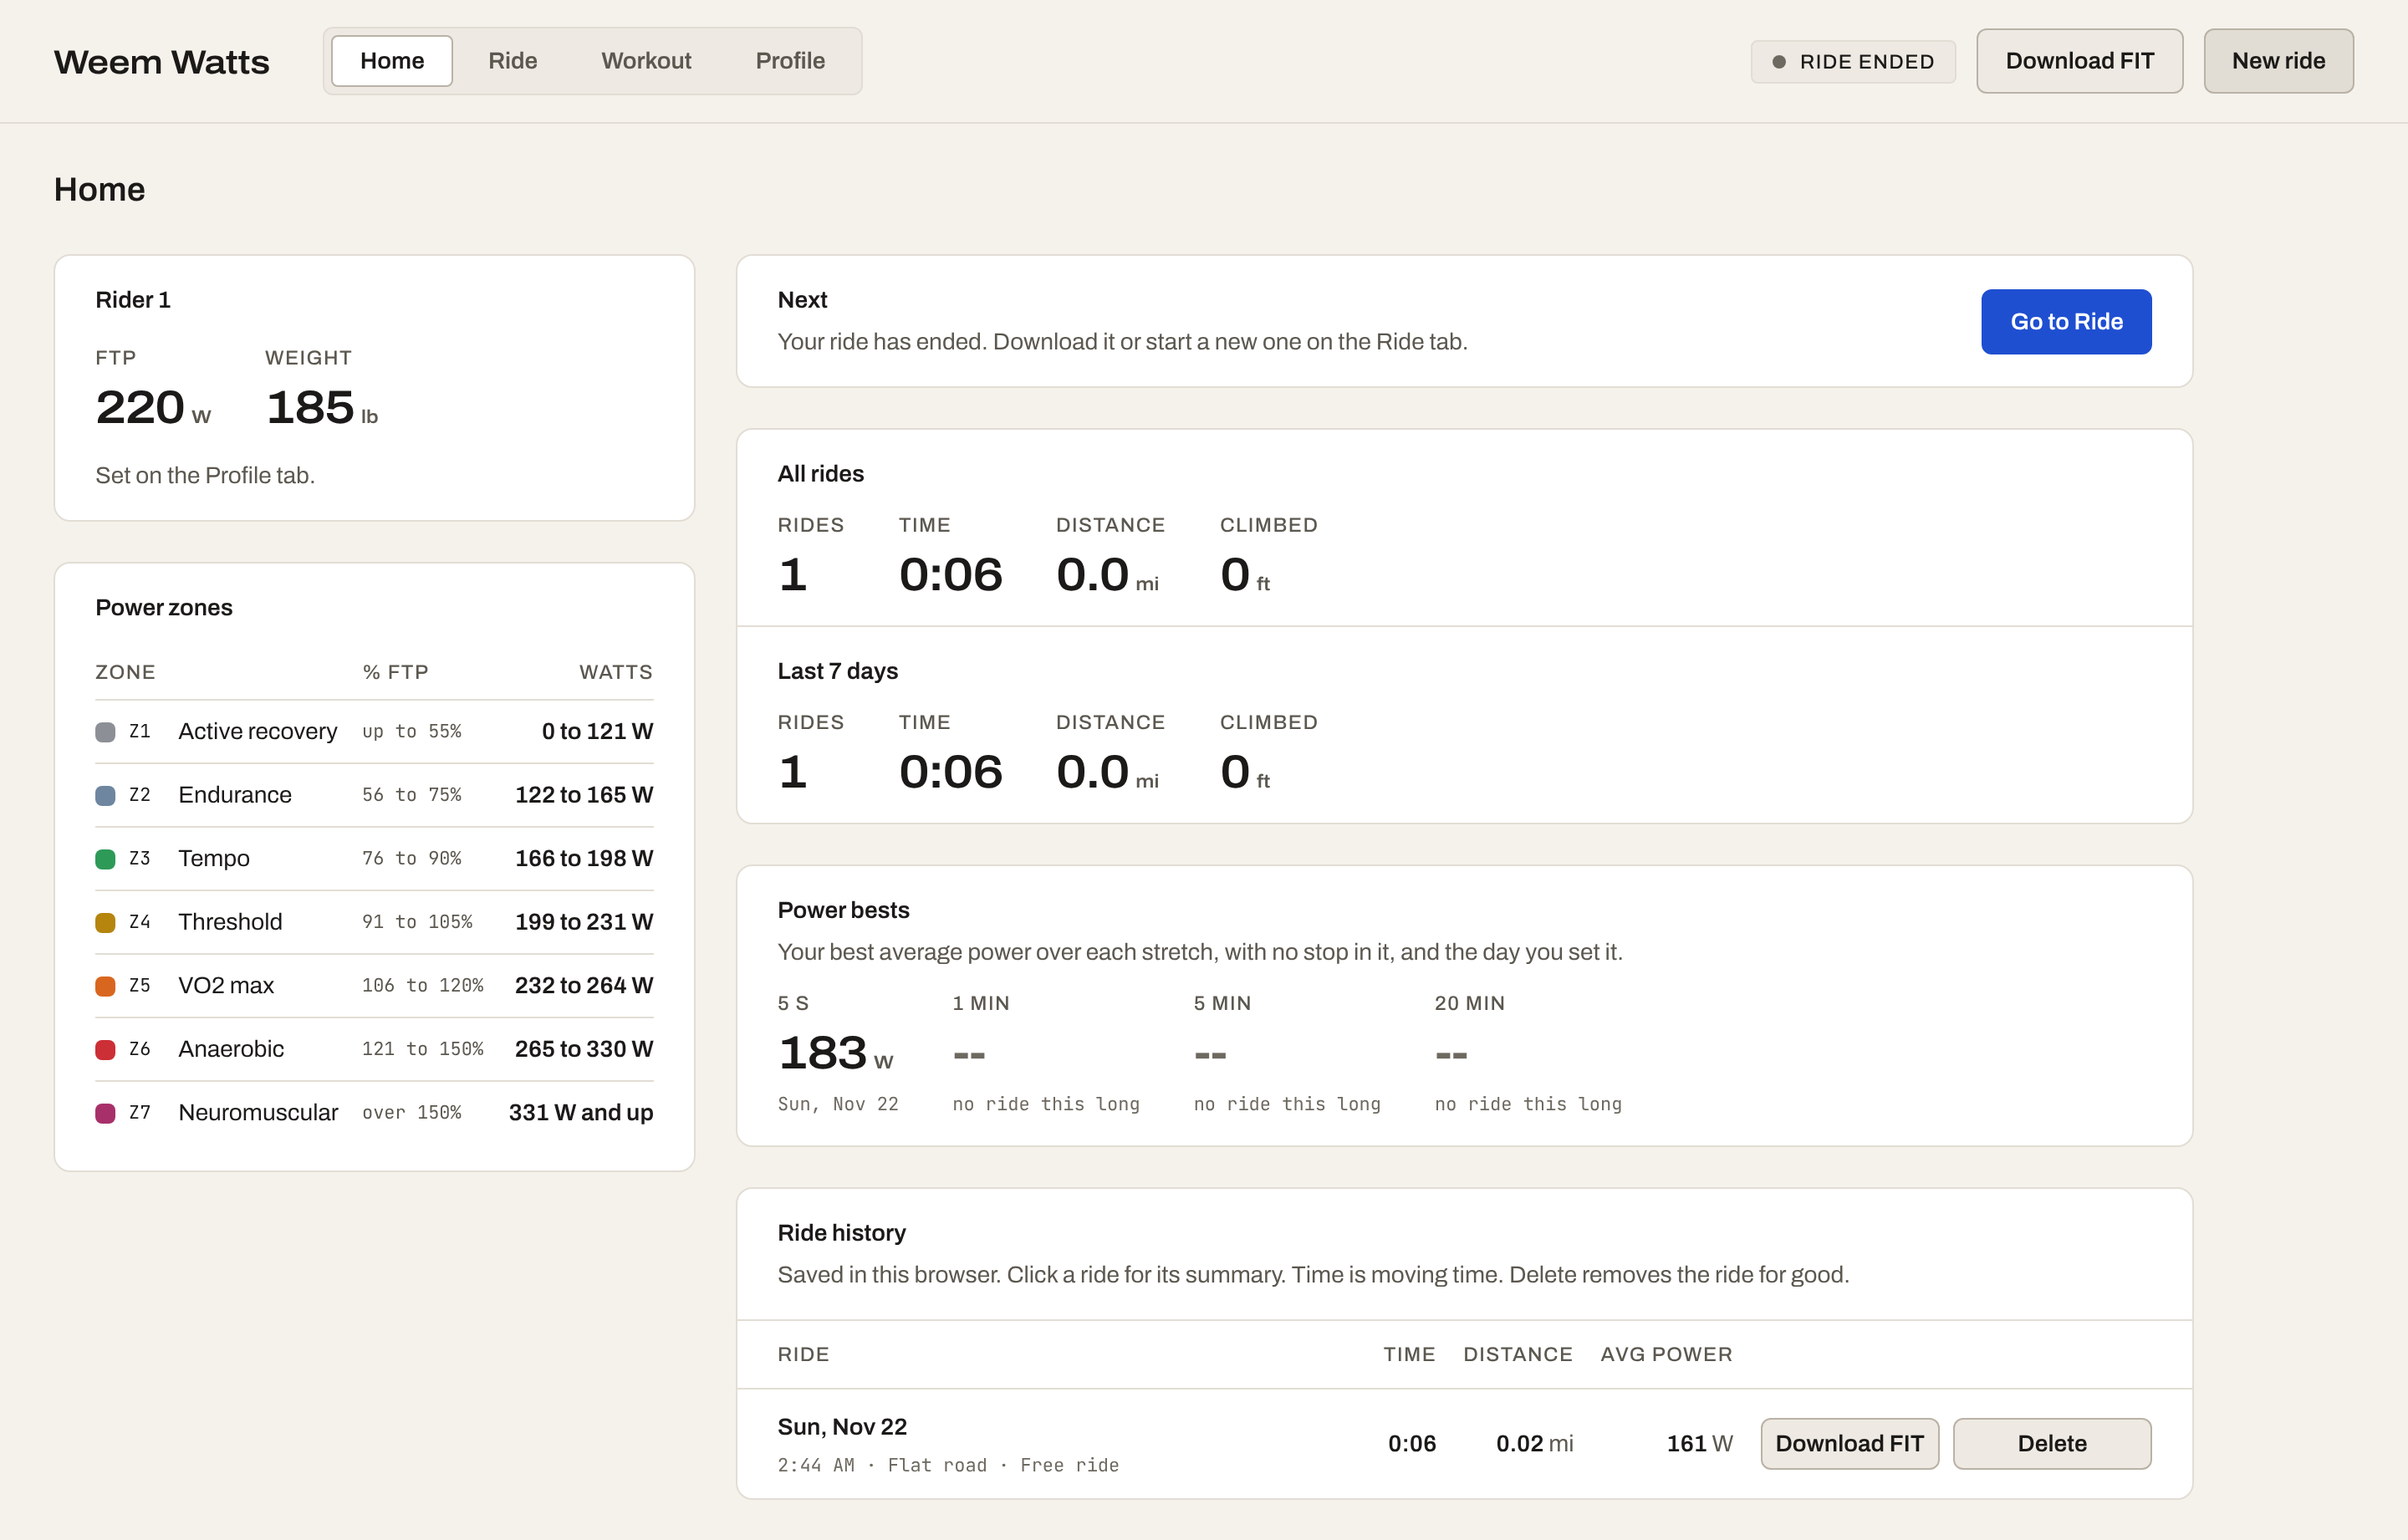 Weem Watts
Home Ride Workout Profile
RIDE ENDED
Download FIT
New ride
Home
Rider 1
FTP WEIGHT
220 W 185 lb
Set on the Profile tab.
Power zones
ZONE % FTP WATTS
Z1 Active recovery up to 55% 0 to 121 W
Z2 Endurance 56 to 75% 122 to 165 W
Z3 Tempo 76 to 90% 166 to 198 W
Z4 Threshold 91 to 105% 199 to 231 W
Z5 VO2 max 106 to 120% 232 to 264 W
Z6 Anaerobic 121 to 150% 265 to 330 W
Z7 Neuromuscular over 150% 331 W and up
Next
Your ride has ended. Download it or start a new one on the Ride tab.
Go to Ride
All rides
RIDES TIME DISTANCE CLIMBED
1 0:06 0.0 mi 0 ft
Last 7 days
RIDES TIME DISTANCE CLIMBED
1 0:06 0.0 mi 0 ft
Power bests
Your best average power over each stretch, with no stop in it, and the day you set it.
5 S 1 MIN 5 MIN 20 MIN
183 W -- -- --
Sun, Nov 22 no ride this long no ride this long no ride this long
Ride history
Saved in this browser. Click a ride for its summary. Time is moving time. Delete removes the ride for good.
RIDE TIME DISTANCE AVG POWER
Sun, Nov 22
2:44 AM · Flat road · Free ride
0:06 0.02 mi 161 W Download FIT Delete